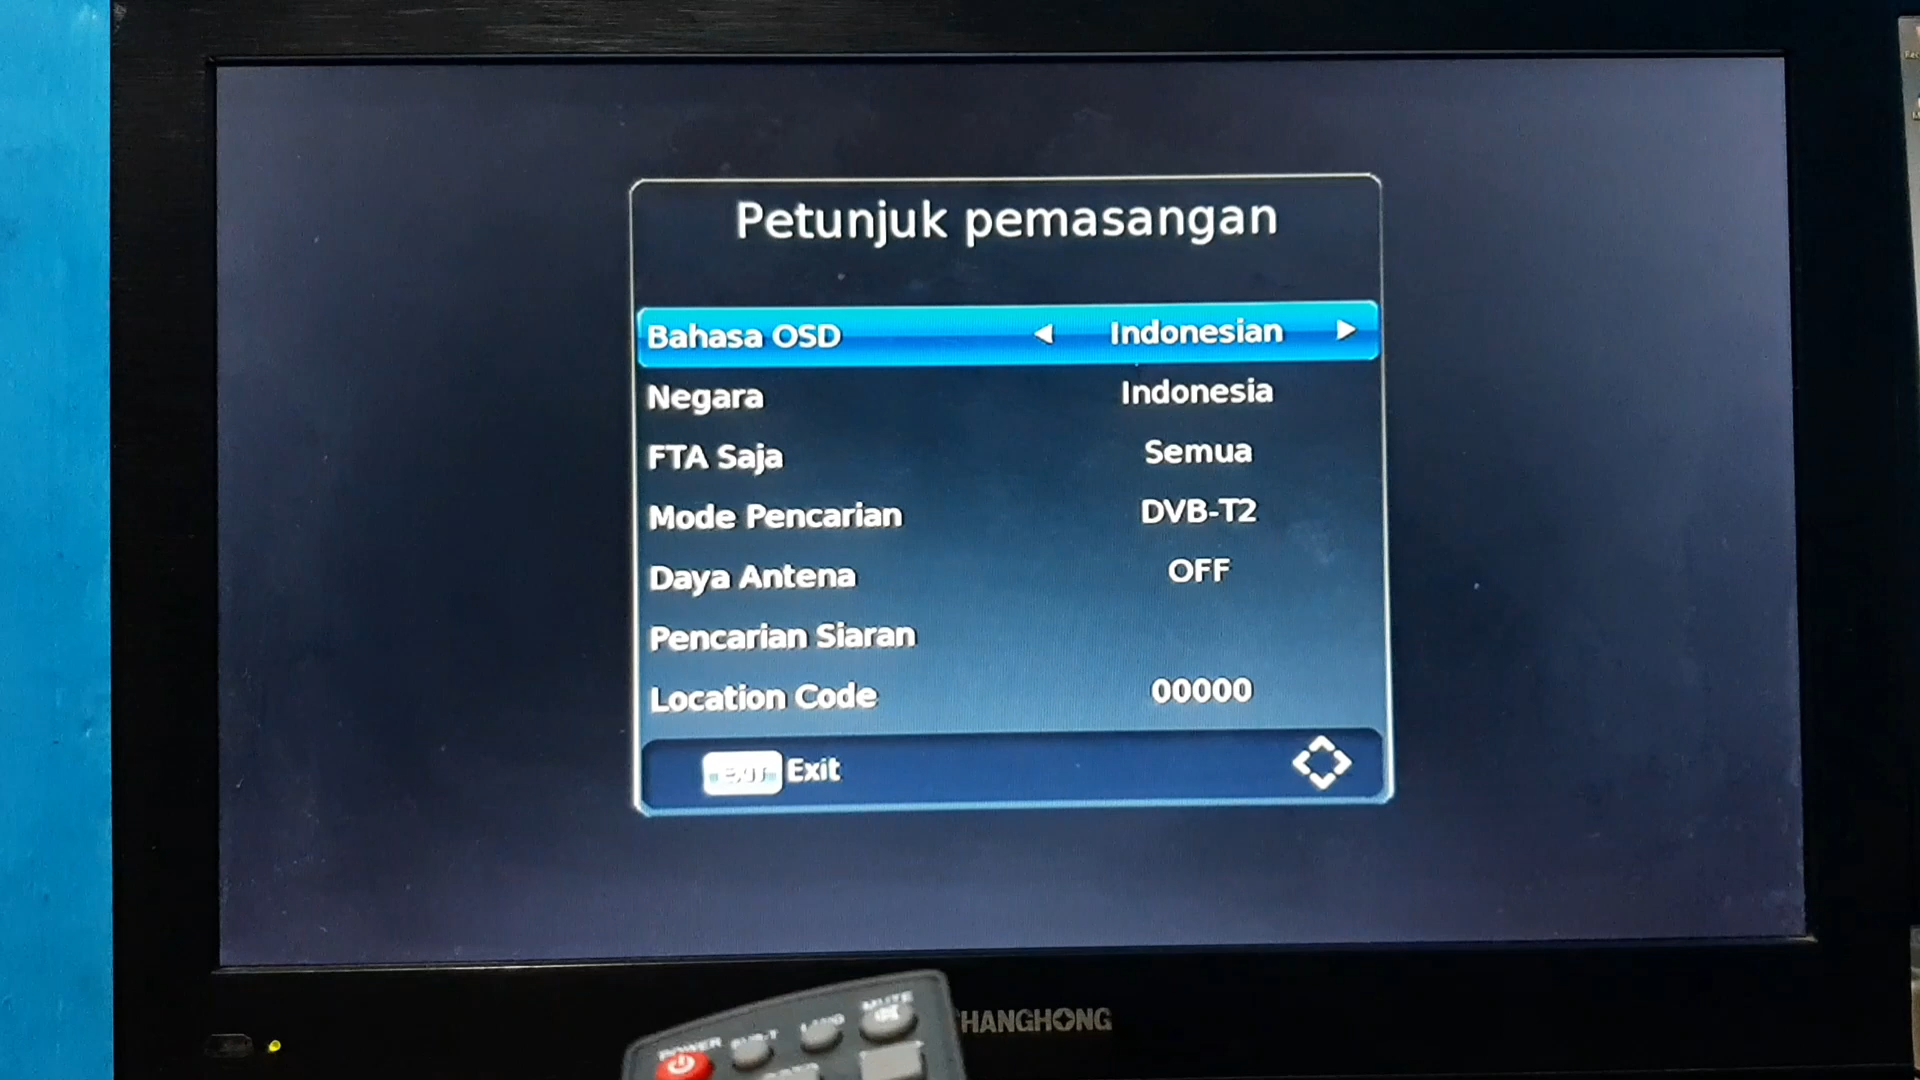 Petunjuk pemasangan
Bahasa OSD Indonesian
Negara Indonesia
FTA Saja Semua
Mode Pencarian DVB-T2
Daya Antena OFF
Pencarian Siaran
Location Code 00000
Exit
HANGHONG
POWER MUTE